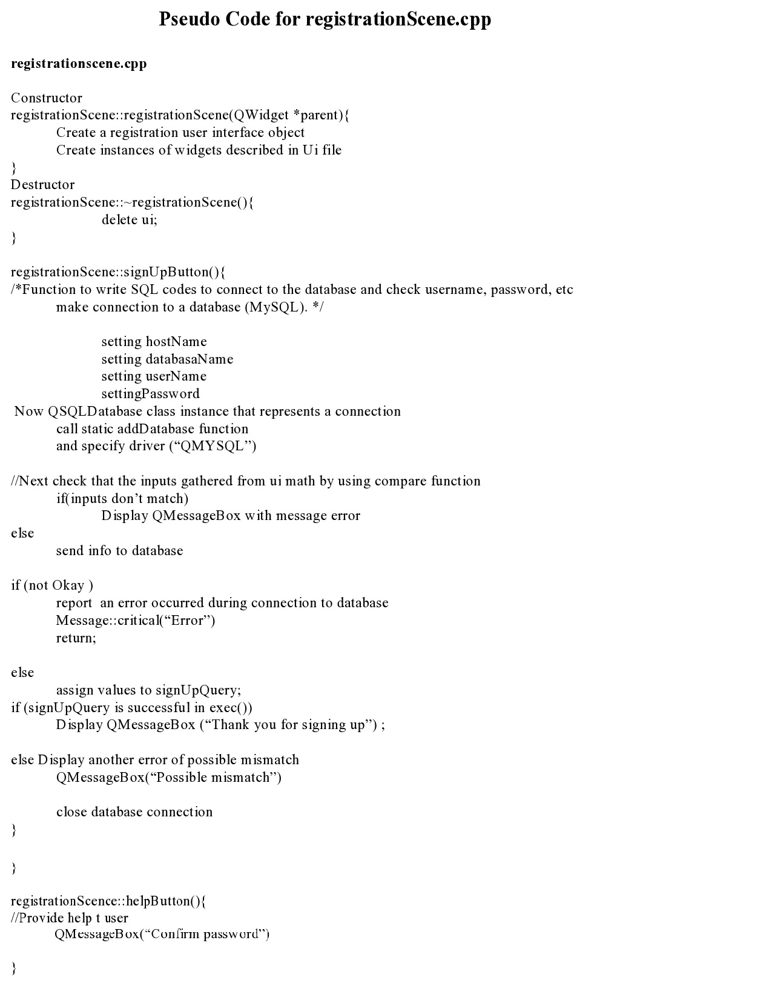 Pseudo Code for registrationScene.cpp
registrationscene.cpp
Constructor
registrationScene::registrationScene(QWidget *parent){
Create a registration user interface object
Create instances of widgets described in Ui file
}
Destructor
registrationScene::~registrationScene(){
delete ui;
}
registrationScene::signUpButton(){
/*Function to write SQL codes to connect to the database and check username, password, etc
make connection to a database (MySQL). */
setting hostName
setting databasaName
setting userName
settingPassword
Now QSQLDatabase class instance that represents a connection
call static addDatabase function
and specify driver (“QMYSQL”)
//Next check that the inputs gathered from ui math by using compare function
if(inputs don’t match)
Display QMessageBox with message error
else
send info to database
if (not Okay )
report  an error occurred during connection to database
Message::critical(“Error”)
return;
else
assign values to signUpQuery;
if (signUpQuery is successful in exec())
Display QMessageBox (“Thank you for signing up”) ;
else Display another error of possible mismatch
QMessageBox(“Possible mismatch”)
close database connection
}
}
registrationScence::helpButton(){
//Provide help t user
QMessageBox(“Confirm password”)
}